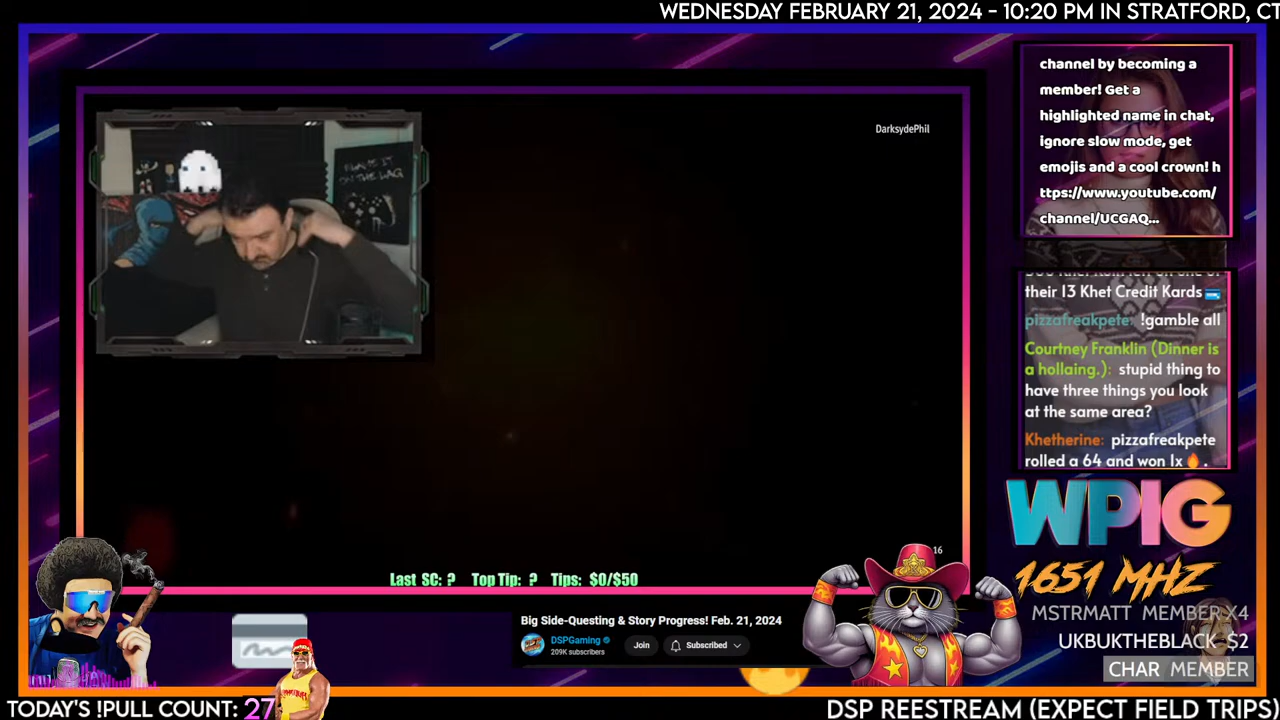 WEDNESDAY FEBRUARY 21, 2024 - 10:20 PM IN STRATFORD, CT
channel by becoming a
member! Get a
highlighted name in chat,
ignore slow mode, get
emojis and a cool crown! h
ttps://www.youtube.com/
channel/UCGAQ...
DarksydePhil
ON THE LAG
their 13 Khet Credit Kards
pizzafreakpete: !gamble all
Courtney Franklin (Dinner is
a hollaing.): stupid thing to
have three things you look
at the same area?
Khetherine: pizzafreakpete
rolled a 64 and won 1x 🔥.
WPIG
1651 MHZ
16
Last SC: ? Top Tip: ? Tips: $0/$50
MSTRMATT MEMBER X4
UKBUKTHEBLACK $2
CHAR MEMBER
Big Side-Questing & Story Progress! Feb. 21, 2024
DSPGaming
209K subscribers
Join
Subscribed
TODAY'S !PULL COUNT: 27
DSP REESTREAM (EXPECT FIELD TRIPS)